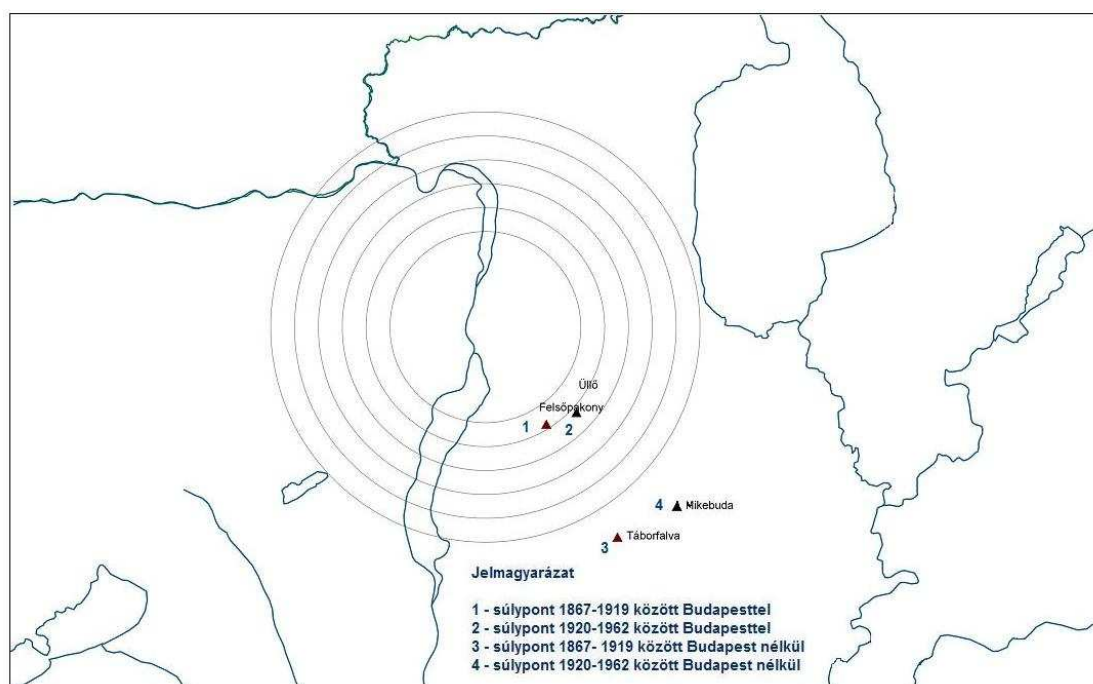 Üllő
Felsőpakony
1
2
4
Mikebuda
3
Táborfalva
Jelmagyarázat
1 - súlypont 1867-1919 között Budapesttel
2 - súlypont 1920-1962 között Budapesttel
3 - súlypont 1867- 1919 között Budapest nélkül
4 - súlypont 1920-1962 között Budapest nélkül